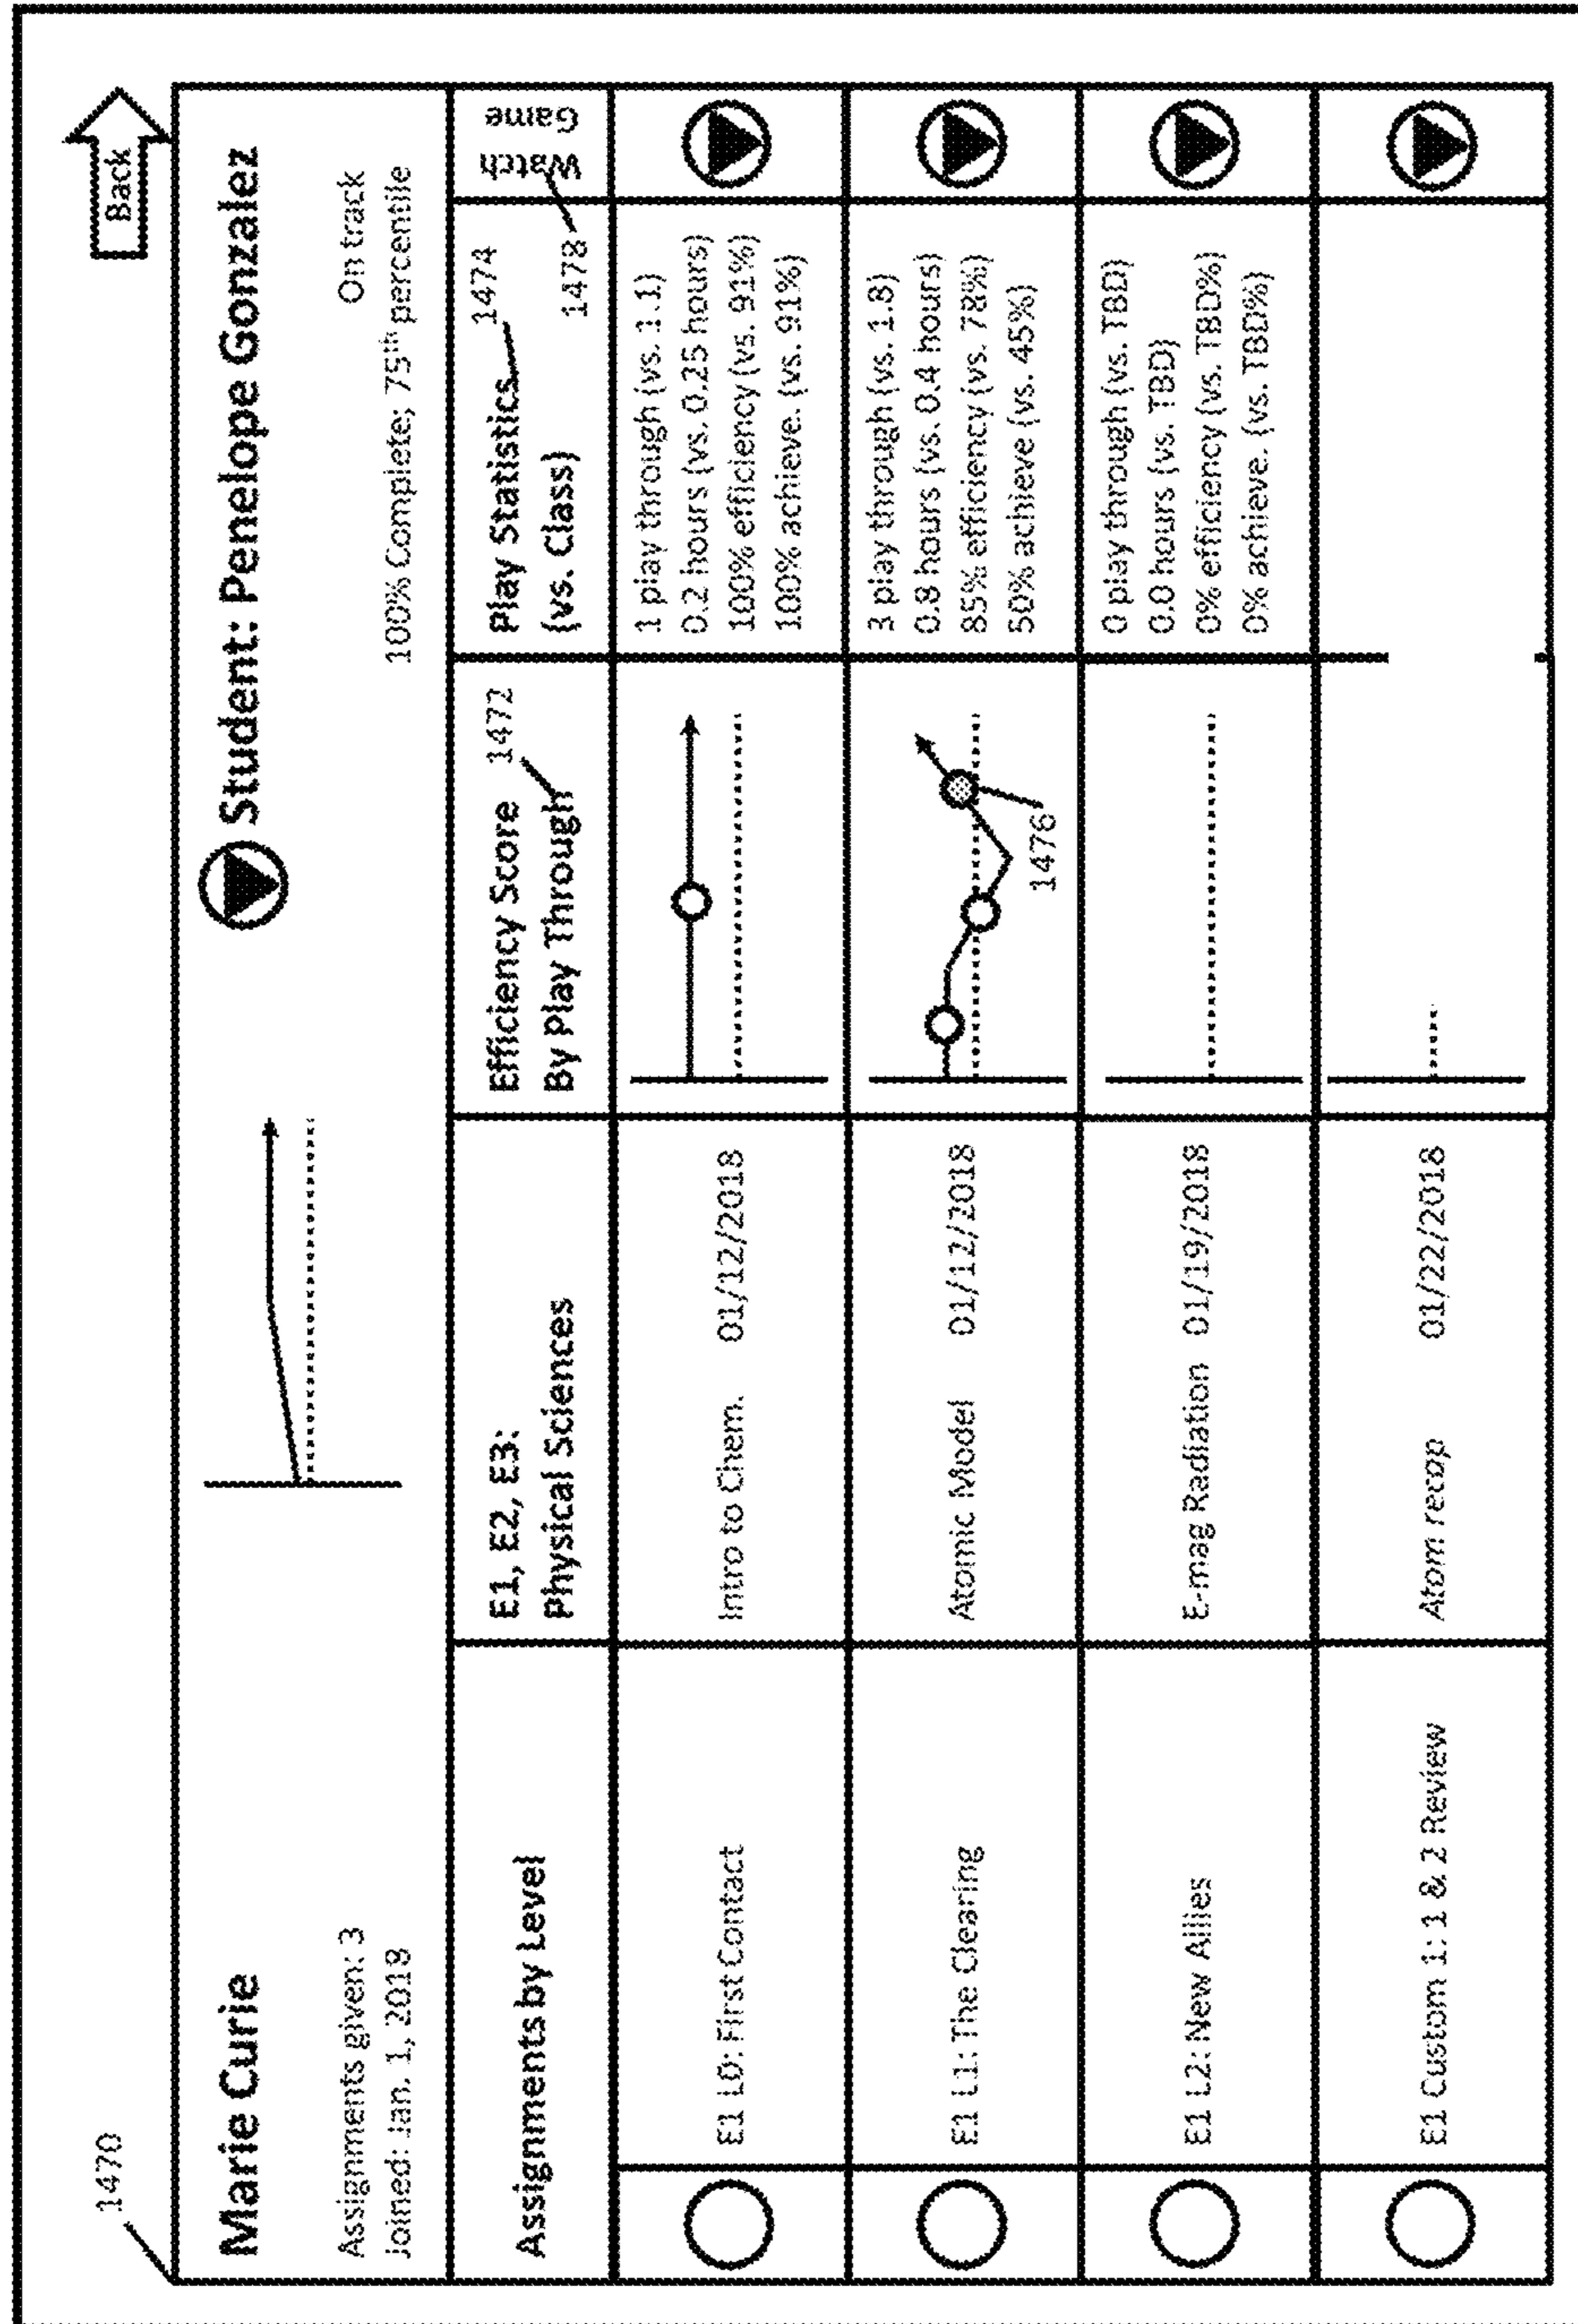 1470
Back
Marie Curie
Student: Penelope Gonzalez
Assignments given: 3
On track
Joined: Jan. 1, 2018
100% Complete; 75th percentile
Assignments by Level
E1, E2, E3:
Physical Sciences
Efficiency Score 1472
By Play Through
Play Statistics 1474
(vs. Class) 1478
Watch
Game
E1 L0: First Contact
Intro to Chem. 01/12/2018
1 play through (vs. 1.1)
0.2 hours (vs. 0.25 hours)
100% efficiency (vs. 91%)
100% achieve. (vs. 91%)
E1 L1: The Clearing
Atomic Model 01/12/2018
1476
3 play through (vs. 1.8)
0.8 hours (vs. 0.4 hours)
85% efficiency (vs. 78%)
50% achieve (vs. 45%)
E1 L2: New Allies
E-mag Radiation 01/19/2018
0 play through (vs. TBD)
0.0 hours (vs. TBD)
0% efficiency (vs. TBD%)
0% achieve. (vs. TBD%)
E1 Custom 1: 1 & 2 Review
Atom recap 01/22/2018